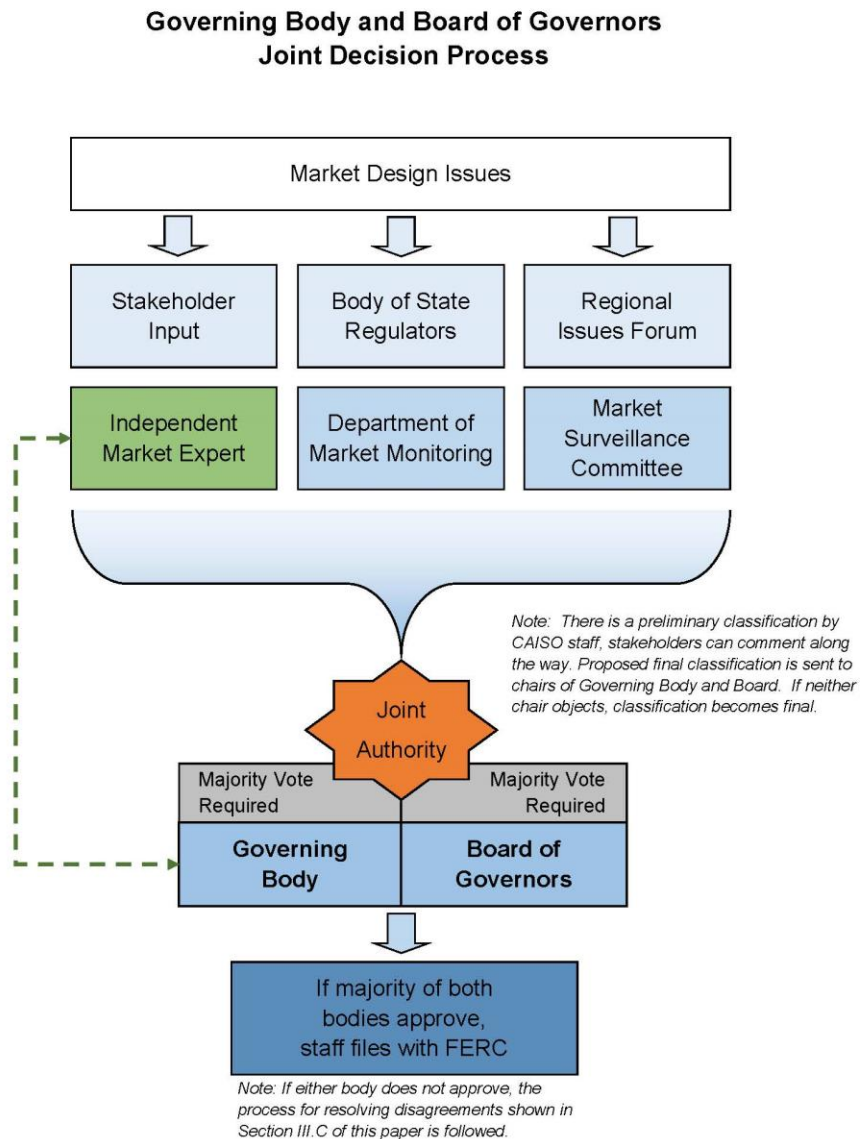 Governing Body and Board of Governors
Joint Decision Process
Market Design Issues
Stakeholder
Input
Body of State
Regulators
Regional
Issues Forum
Independent
Market Expert
Department of
Market Monitoring
Market
Surveillance
Committee
Note:  There is a preliminary classification by
CAISO staff, stakeholders can comment along
the way. Proposed final classification is sent to
chairs of Governing Body and Board.  If neither
chair objects, classification becomes final.
Joint
Authority
Majority Vote
Required
Majority Vote
Required
Governing
Body
Board of
Governors
If majority of both
bodies approve,
staff files with FERC
Note: If either body does not approve, the
process for resolving disagreements shown in
Section III.C of this paper is followed.